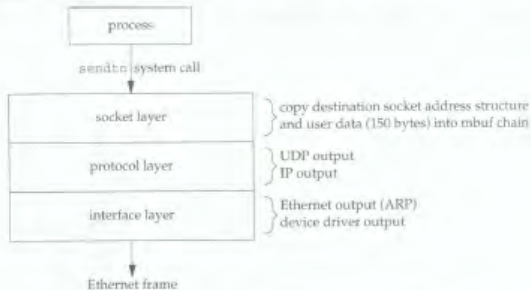 process
sendto system call
socket layer
copy destination socket address structure
and user data (150 bytes) into mbuf chain
protocol layer
UDP output
IP output
interface layer
Ethernet output (ARP)
device driver output
Ethernet frame